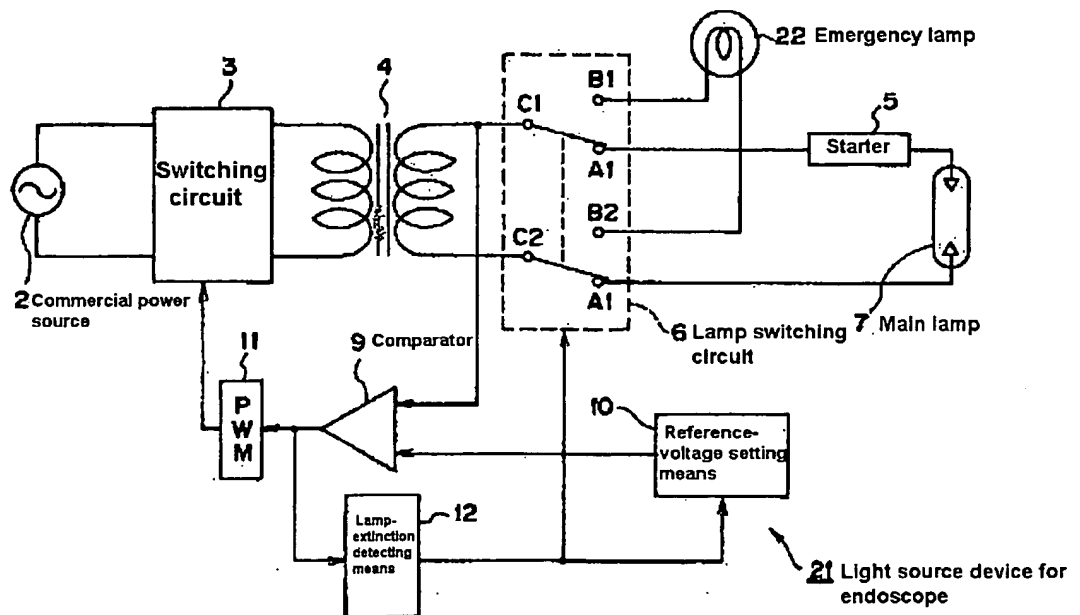 22 Emergency lamp
3
4
B1
C1
5
Starter
A1
Switching
circuit
B2
C2
A1
2 Commercial power
source
6 Lamp switching
circuit
7 Main lamp
11
9 Comparator
PWM
10
Reference-
voltage setting
means
12
Lamp-
extinction
detecting
means
21 Light source device for
endoscope